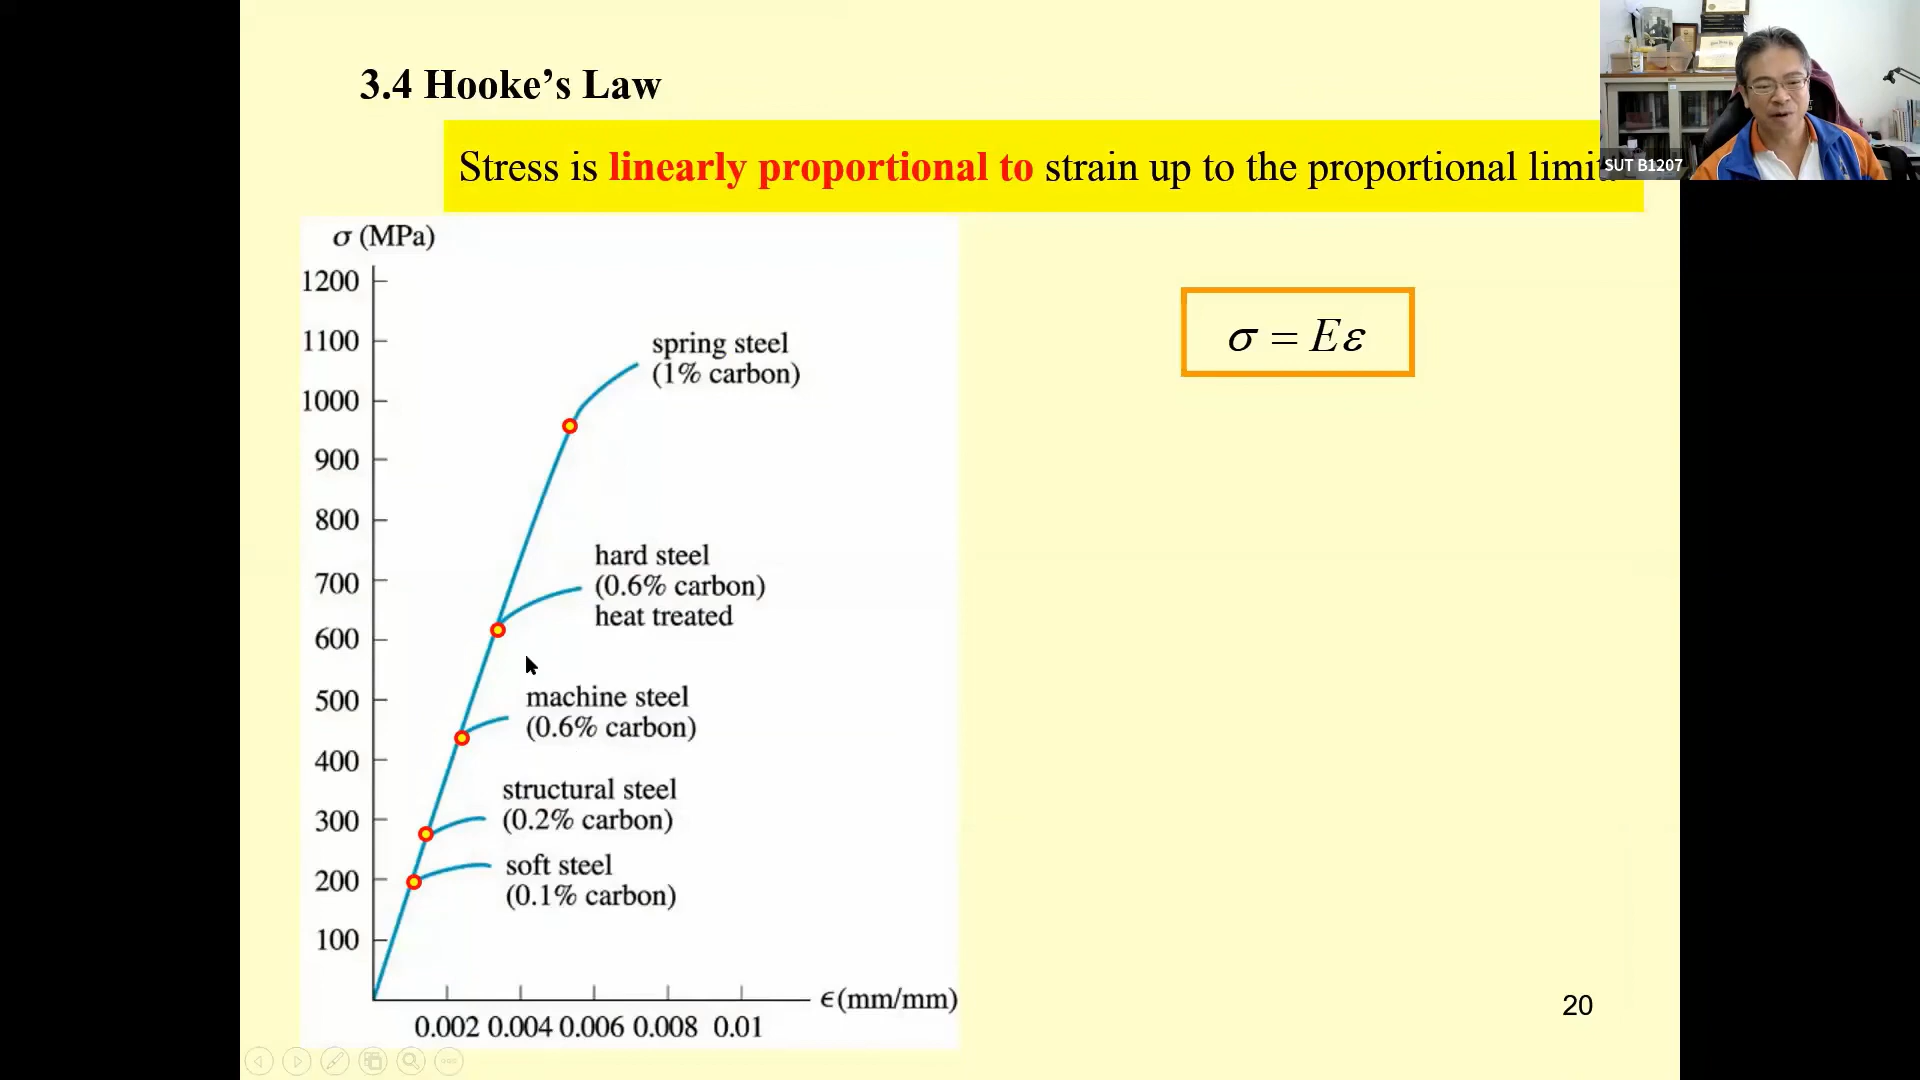 3.4 Hooke’s Law
Stress is linearly proportional to strain up to the proportional limit
SUT B1207
σ (MPa)
1200
1100
1000
900
800
700
600
500
400
300
200
100
spring steel
(1% carbon)
hard steel
(0.6% carbon)
heat treated
machine steel
(0.6% carbon)
structural steel
(0.2% carbon)
soft steel
(0.1% carbon)
ϵ(mm/mm)
0.002 0.004 0.006 0.008 0.01
σ = Eε
20